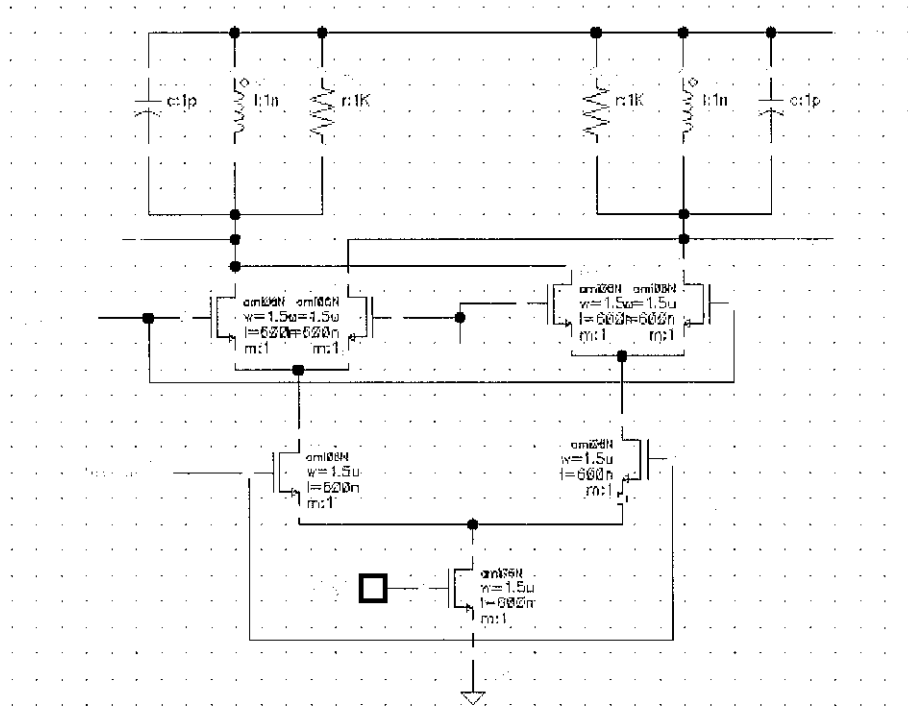 c:1p
l:1n
r:1K
r:1K
l:1n
c:1p
ami06N ami06N
w=1.5u=1.5u
l=600n=600n
m:1 m:1
ami06N ami06N
w=1.5u=1.5u
l=600n=600n
m:1 m:1
ami06N
w=1.5u
l=600n
m:1
ami06N
w=1.5u
l=600n
m:1
ami06N
w=1.5u
l=600n
m:1